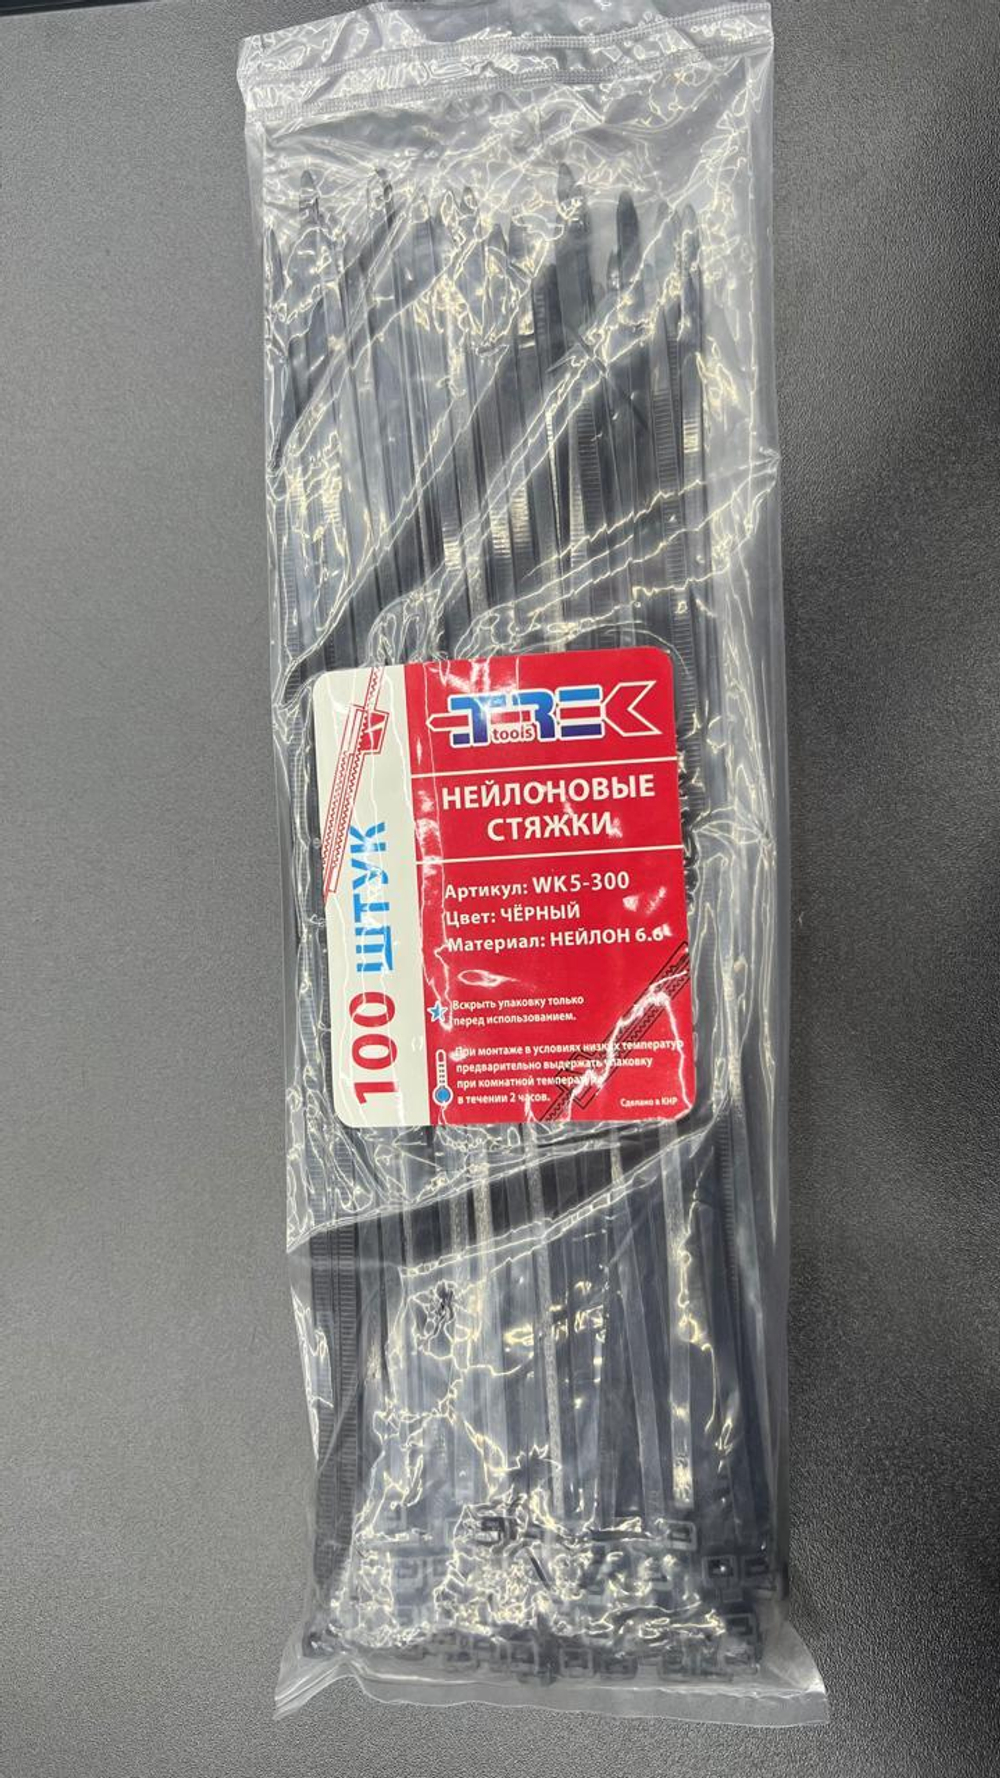 TREK
tools
НЕЙЛОНОВЫЕ
СТЯЖКИ
Артикул: WK5-300
Цвет: ЧЁРНЫЙ
Материал: НЕЙЛОН 6.6
Вскрыть упаковку только
перед использованием.
При монтаже в условиях низких температур
предварительно выдержать упаковку
при комнатной температуре
в течении 2 часов.
Сделано в КНР
100 ШТУК